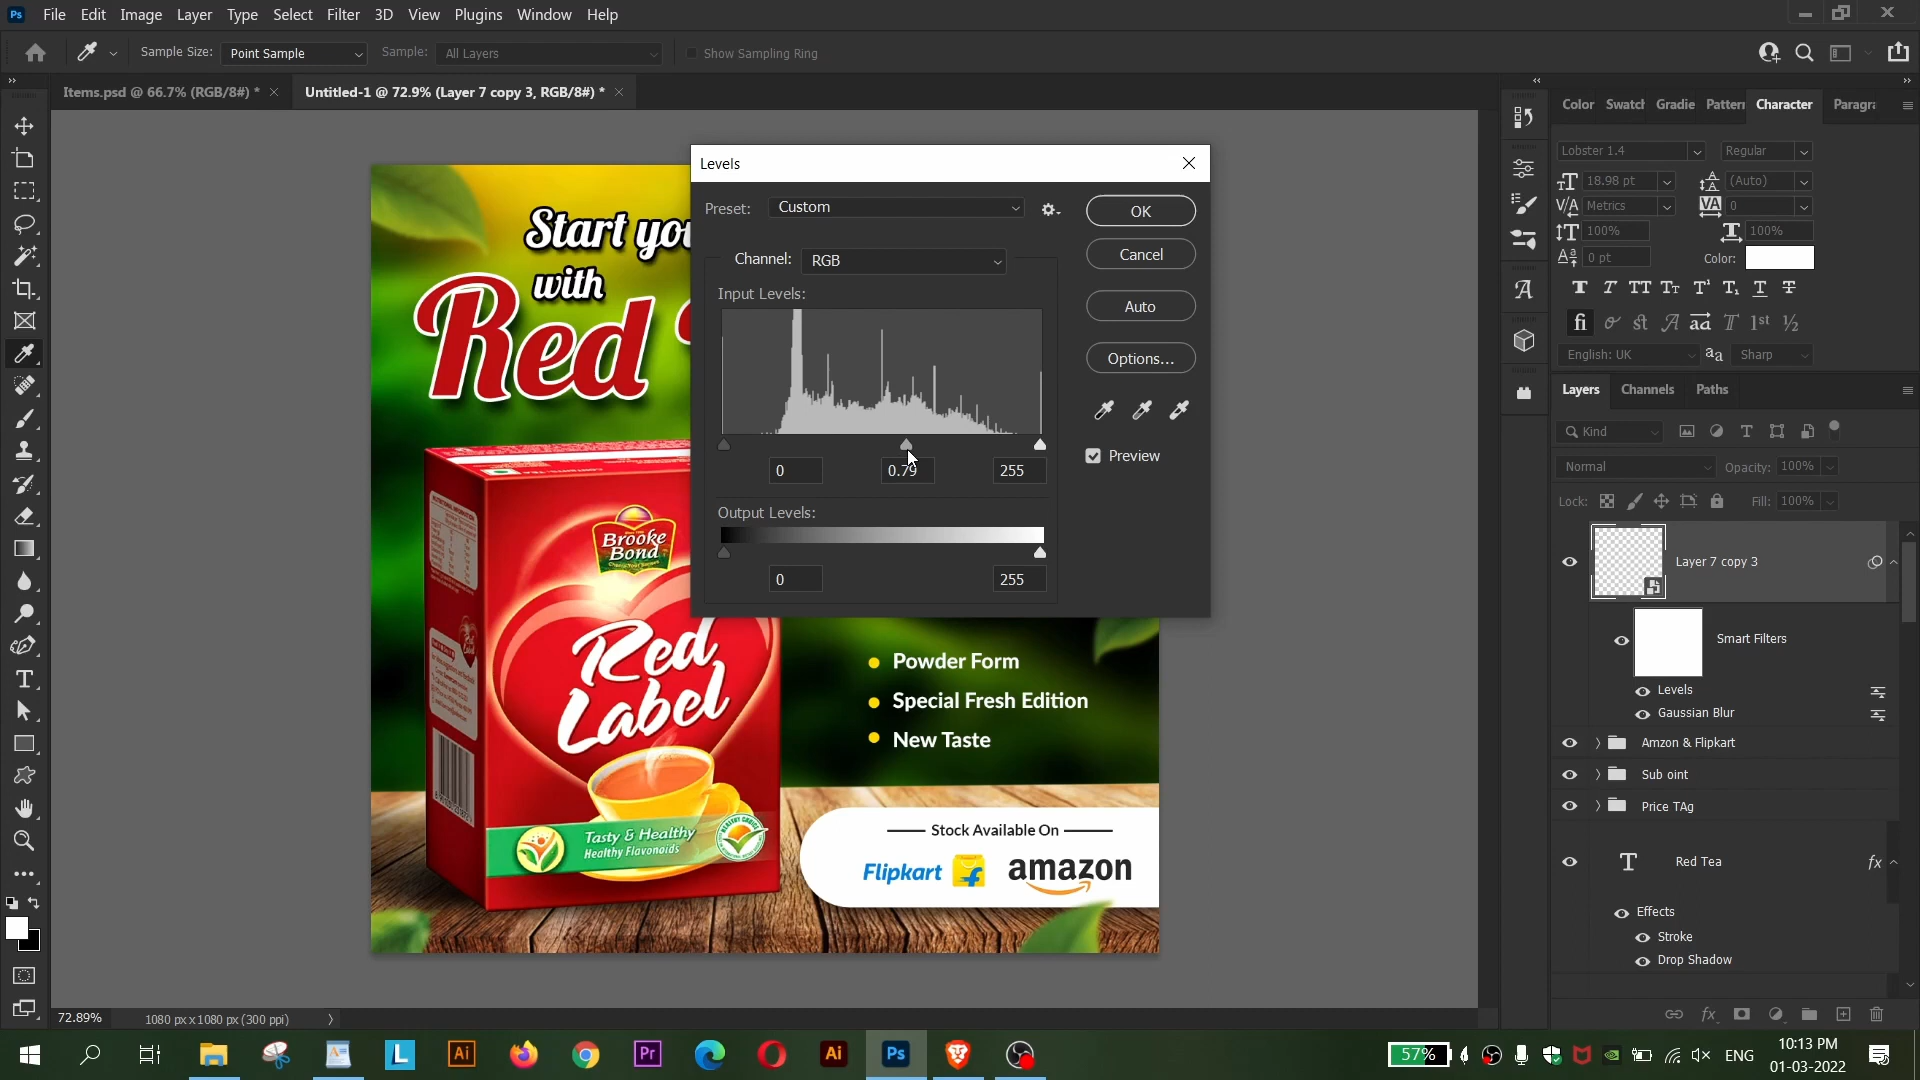 Ps File Edit Image Layer Type Select Filter 3D View Plugins Window Help
Sample Size: Point Sample Sample: All Layers Show Sampling Ring
Items.psd @ 66.7% (RGB/8#) * Untitled-1 @ 72.9% (Layer 7 copy 3, RGB/8#) *
Color Swatch Gradie Pattern Character Paragra
Lobster 1.4 Regular
18.98 pt (Auto)
Metrics 0
100% 100%
0 pt Color:
English: UK Sharp
Layers Channels Paths
Kind
Normal Opacity: 100%
Lock: Fill: 100%
Layer 7 copy 3
Smart Filters
Levels
Gaussian Blur
Amzon & Flipkart
Sub oint
Price TAg
Red Tea fx
Effects
Stroke
Drop Shadow
Levels
Preset: Custom
Channel: RGB
Input Levels:
0 0.79 255
Output Levels:
0 255
OK
Cancel
Auto
Options...
Preview
Start you
with
Red
Brooke
Bond
Red
Label
Tasty & Healthy
Healthy Flavonoids
Powder Form
Special Fresh Edition
New Taste
Stock Available On
Flipkart amazon
72.89% 1080 px x 1080 px (300 ppi)
L Ai Pr Ai Ps
57% ENG 10:13 PM
01-03-2022